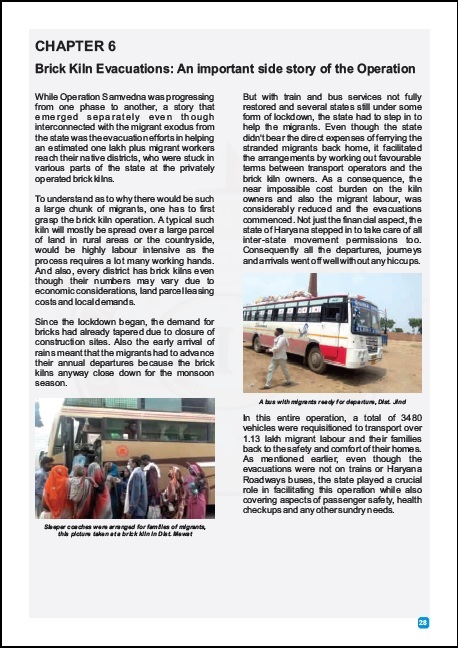 CHAPTER 6
Brick Kiln Evacuations: An important side story of the Operation
While Operation Samvedna was progressing
from one phase to another, a story that
emerged separately even though
interconnected with the migrant exodus from
the state was the evacuation efforts in helping
an estimated one lakh plus migrant workers
reach their native districts, who were stuck in
various parts of the state at the privately
operated brick kilns.
To understand as to why there would be such
a large chunk of migrants, one has to first
grasp the brick kiln operation. A typical such
kiln will mostly be spread over a large parcel
of land in rural areas or the countryside,
would be highly labour intensive as the
process requires a lot many working hands.
And also, every district has brick kilns even
though their numbers may vary due to
economic considerations, land parcel leasing
costs and local demands.
Since the lockdown began, the demand for
bricks had already tapered due to closure of
construction sites. Also the early arrival of
rains meant that the migrants had to advance
their annual departures because the brick
kilns anyway close down for the monsoon
season.
Sleeper coaches were arranged for families of migrants,
this picture taken at a brick kiln in Dist. Mewat
But with train and bus services not fully
restored and several states still under some
form of lockdown, the state had to step in to
help the migrants. Even though the state
didn't bear the direct expenses of ferrying the
stranded migrants back home, it facilitated
the arrangements by working out favourable
terms between transport operators and the
brick kiln owners. As a consequence, the
near impossible cost burden on the kiln
owners and also the migrant labour, was
considerably reduced and the evacuations
commenced. Not just the financial aspect, the
state of Haryana stepped in to take care of all
inter-state movement permissions too.
Consequently all the departures, journeys
and arrivals went off well without any hiccups.
A bus with migrants ready for departure, Dist. Jind
In this entire operation, a total of 3480
vehicles were requisitioned to transport over
1.13 lakh migrant labour and their families
back to the safety and comfort of their homes.
As mentioned earlier, even though the
evacuations were not on trains or Haryana
Roadways buses, the state played a crucial
role in facilitating this operation while also
covering aspects of passenger safety, health
checkups and any other sundry needs.
28